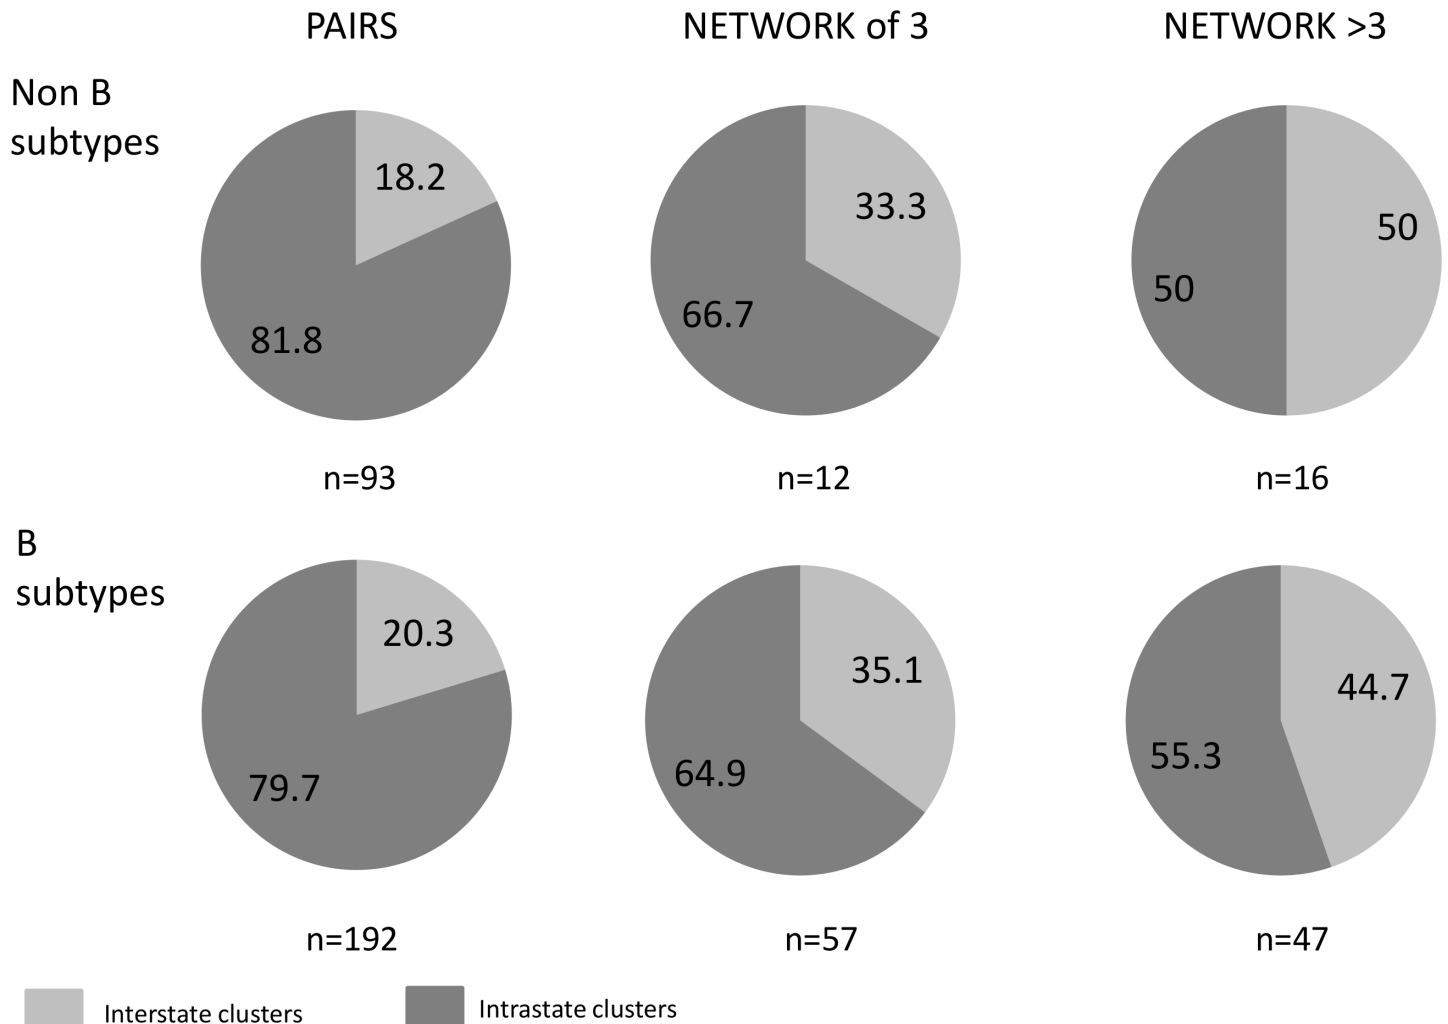 PAIRS
NETWORK of 3
NETWORK >3
Non B
subtypes
18.2
81.8
33.3
66.7
50
50
n=93
n=12
n=16
B
subtypes
20.3
79.7
35.1
64.9
44.7
55.3
n=192
n=57
n=47
Interstate clusters
Intrastate clusters